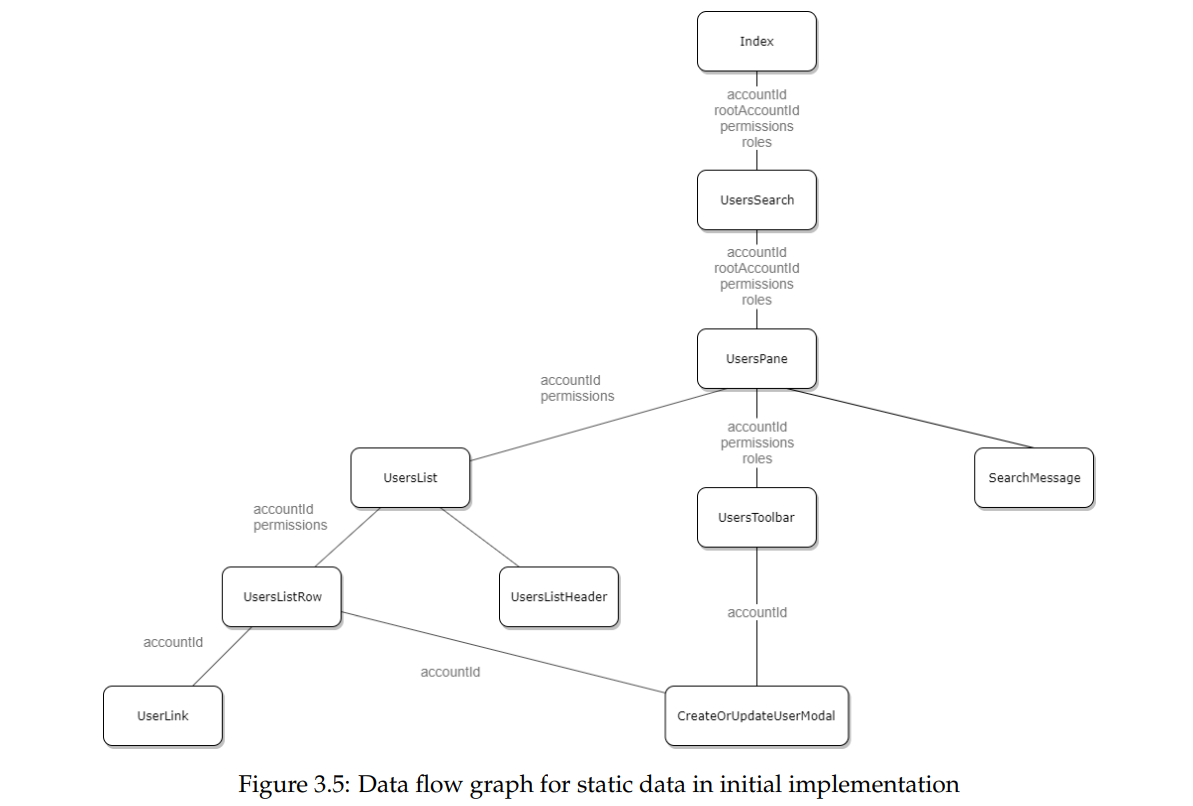 Index
accountId
rootAccountId
permissions
roles
UsersSearch
accountId
rootAccountId
permissions
roles
UsersPane
accountId
permissions
accountId
permissions
roles
UsersList
UsersToolbar
SearchMessage
accountId
permissions
UsersListRow
UsersListHeader
accountId
accountId
accountId
UserLink
CreateOrUpdateUserModal
Figure 3.5: Data flow graph for static data in initial implementation